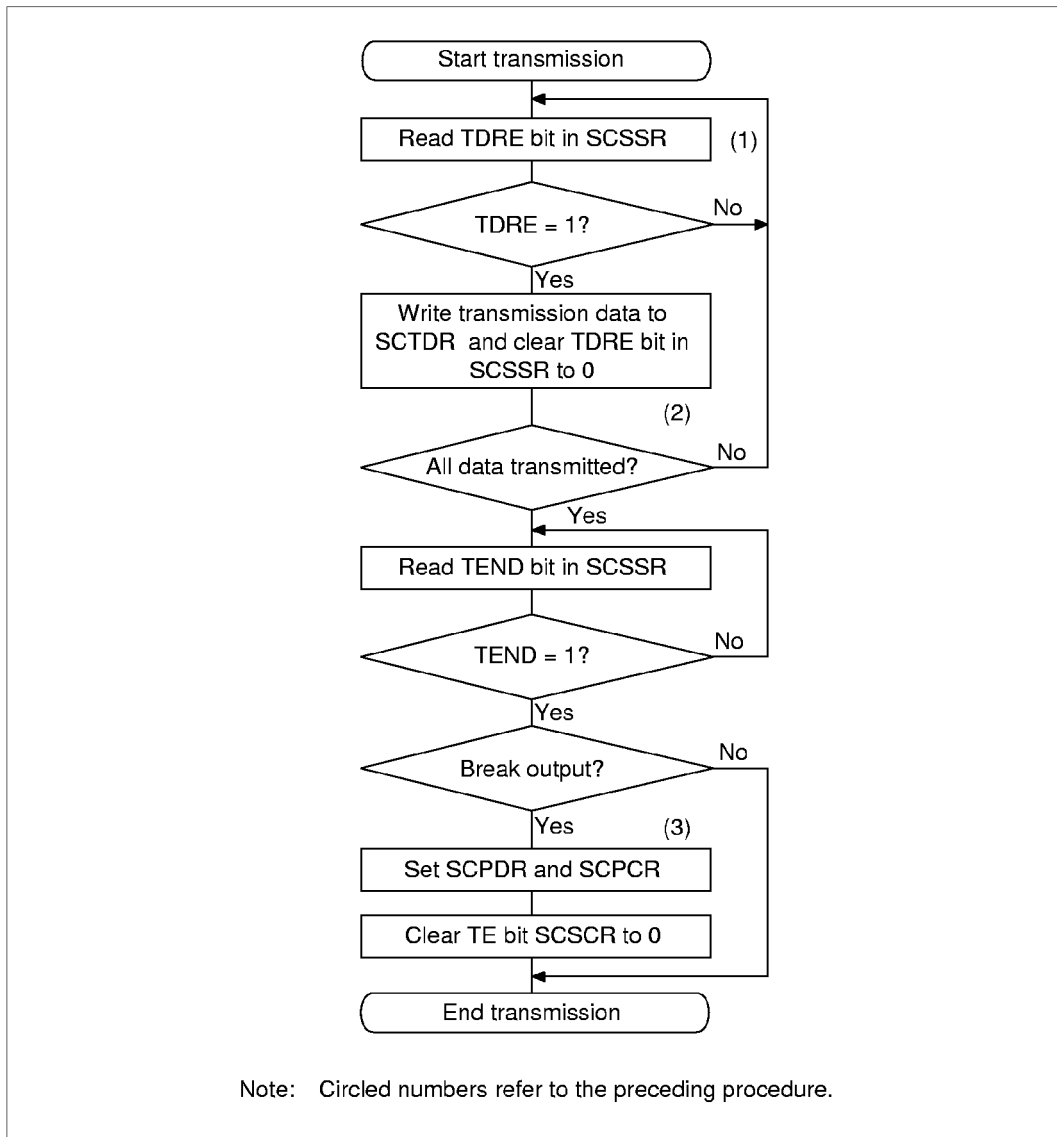 Start transmission
Read TDRE bit in SCSSR
(1)
TDRE = 1?
No
Yes
Write transmission data to
SCTDR and clear TDRE bit in
SCSSR to 0
(2)
All data transmitted?
No
Yes
Read TEND bit in SCSSR
TEND = 1?
No
Yes
Break output?
No
Yes
(3)
Set SCPDR and SCPCR
Clear TE bit SCSCR to 0
End transmission
Note: Circled numbers refer to the preceding procedure.